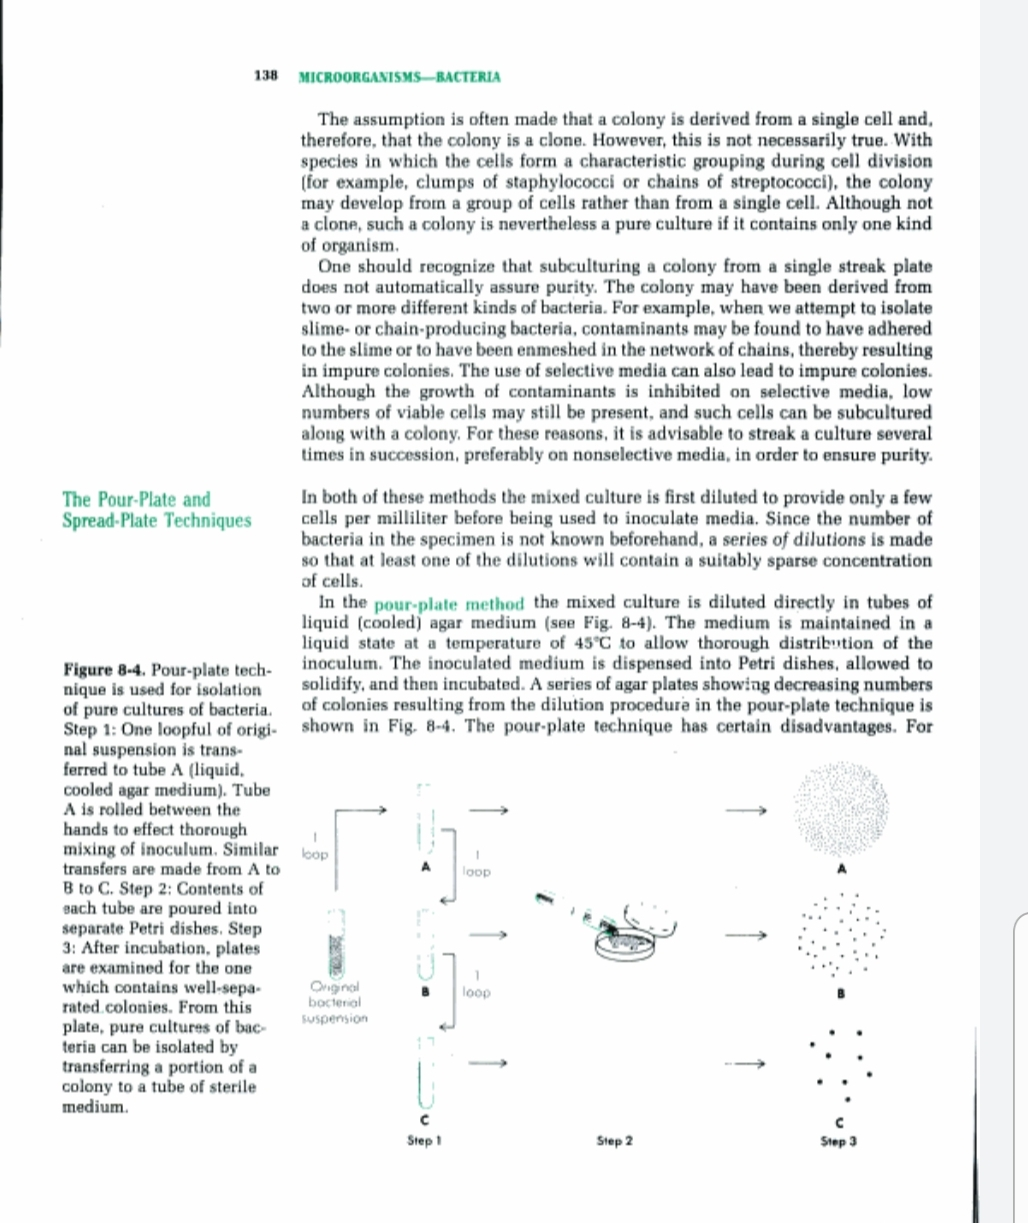 138 MICROORGANISMS—BACTERIA
The assumption is often made that a colony is derived from a single cell and,
therefore, that the colony is a clone. However, this is not necessarily true. With
species in which the cells form a characteristic grouping during cell division
(for example, clumps of staphylococci or chains of streptococci), the colony
may develop from a group of cells rather than from a single cell. Although not
a clone, such a colony is nevertheless a pure culture if it contains only one kind
of organism.
One should recognize that subculturing a colony from a single streak plate
does not automatically assure purity. The colony may have been derived from
two or more different kinds of bacteria. For example, when we attempt to isolate
slime- or chain-producing bacteria, contaminants may be found to have adhered
to the slime or to have been enmeshed in the network of chains, thereby resulting
in impure colonies. The use of selective media can also lead to impure colonies.
Although the growth of contaminants is inhibited on selective media, low
numbers of viable cells may still be present, and such cells can be subcultured
along with a colony. For these reasons, it is advisable to streak a culture several
times in succession, preferably on nonselective media, in order to ensure purity.
The Pour-Plate and
Spread-Plate Techniques
In both of these methods the mixed culture is first diluted to provide only a few
cells per milliliter before being used to inoculate media. Since the number of
bacteria in the specimen is not known beforehand, a series of dilutions is made
so that at least one of the dilutions will contain a suitably sparse concentration
of cells.
In the pour-plate method the mixed culture is diluted directly in tubes of
liquid (cooled) agar medium (see Fig. 8-4). The medium is maintained in a
liquid state at a temperature of 45°C to allow thorough distribution of the
inoculum. The inoculated medium is dispensed into Petri dishes, allowed to
solidify, and then incubated. A series of agar plates showing decreasing numbers
of colonies resulting from the dilution procedure in the pour-plate technique is
shown in Fig. 8-4. The pour-plate technique has certain disadvantages. For
Figure 8-4. Pour-plate tech-
nique is used for isolation
of pure cultures of bacteria.
Step 1: One loopful of origi-
nal suspension is trans-
ferred to tube A (liquid,
cooled agar medium). Tube
A is rolled between the
hands to effect thorough
mixing of inoculum. Similar
transfers are made from A to
B to C. Step 2: Contents of
each tube are poured into
separate Petri dishes. Step
3: After incubation, plates
are examined for the one
which contains well-sepa-
rated colonies. From this
plate, pure cultures of bac-
teria can be isolated by
transferring a portion of a
colony to a tube of sterile
medium.
1
loop
A
1
loop
A
Original
bacterial
suspension
B
1
loop
B
C
C
Step 1
Step 2
Step 3